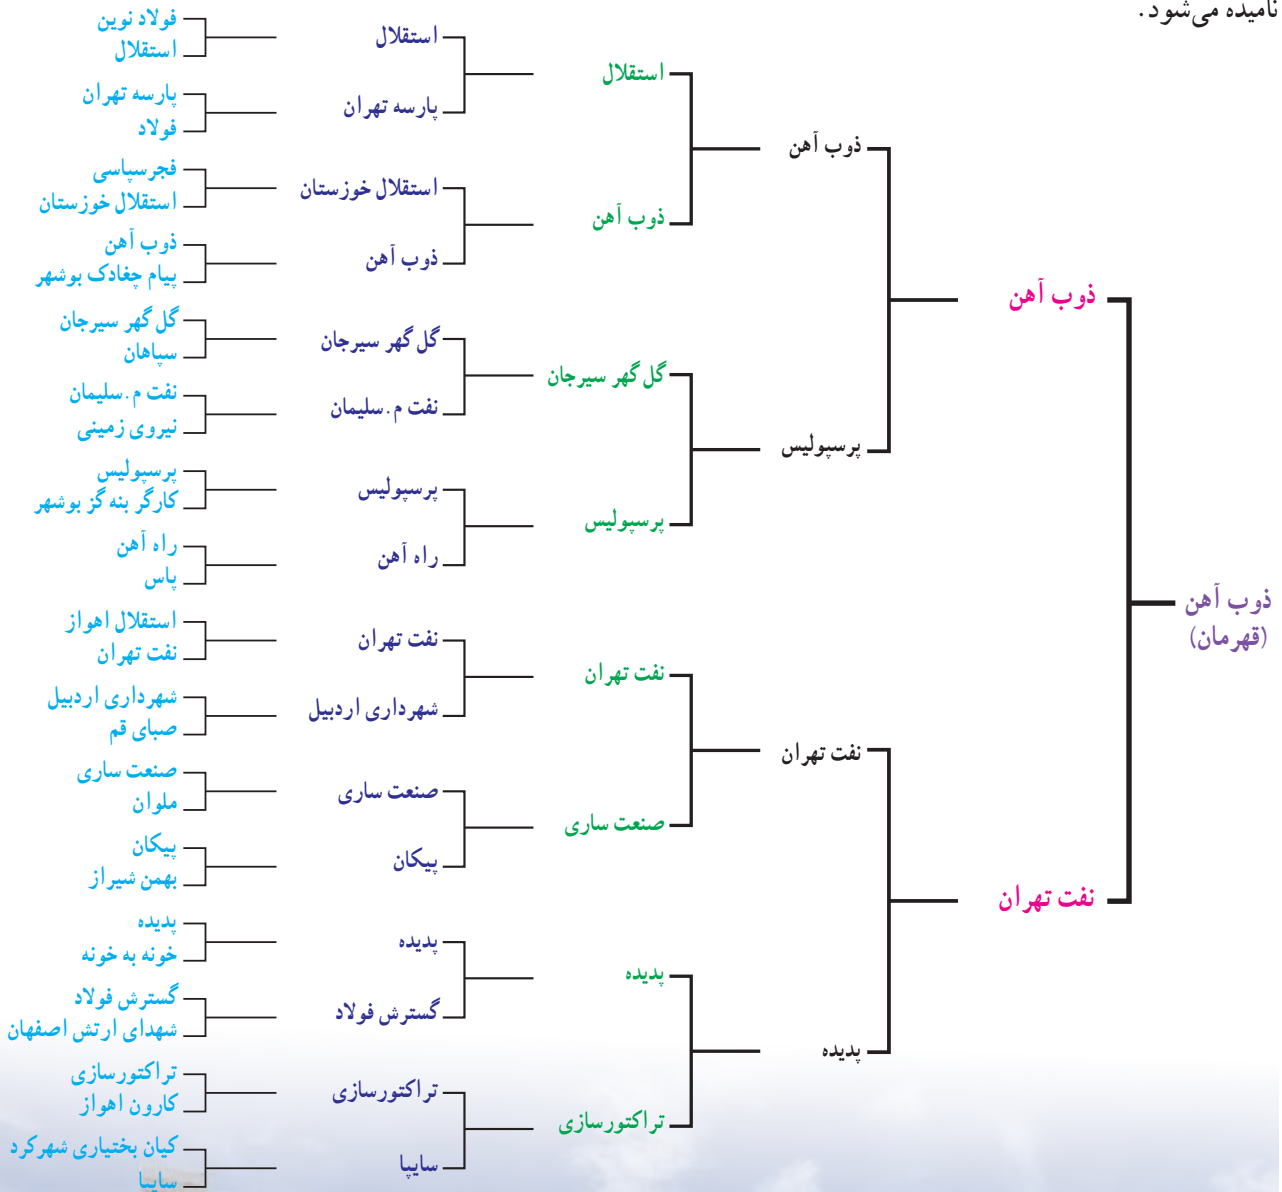 نامیده می‌شود.
فولاد نوین
استقلال
پارسه تهران
فولاد
فجرسپاسی
استقلال خوزستان
ذوب آهن
پیام چغادک بوشهر
گل گهر سیرجان
سپاهان
نفت م.سلیمان
نیروی زمینی
پرسپولیس
کارگر بنه گز بوشهر
راه آهن
پاس
استقلال اهواز
نفت تهران
شهرداری اردبیل
صبای قم
صنعت ساری
ملوان
پیکان
بهمن شیراز
پدیده
خونه به خونه
گسترش فولاد
شهدای ارتش اصفهان
تراکتورسازی
کارون اهواز
کیان بختیاری شهرکرد
سایپا
استقلال
پارسه تهران
استقلال خوزستان
ذوب آهن
گل گهر سیرجان
نفت م.سلیمان
پرسپولیس
راه آهن
نفت تهران
شهرداری اردبیل
صنعت ساری
پیکان
پدیده
گسترش فولاد
تراکتورسازی
سایپا
استقلال
ذوب آهن
گل گهر سیرجان
پرسپولیس
نفت تهران
صنعت ساری
پدیده
تراکتورسازی
ذوب آهن
پرسپولیس
نفت تهران
پدیده
ذوب آهن
نفت تهران
ذوب آهن
(قهرمان)